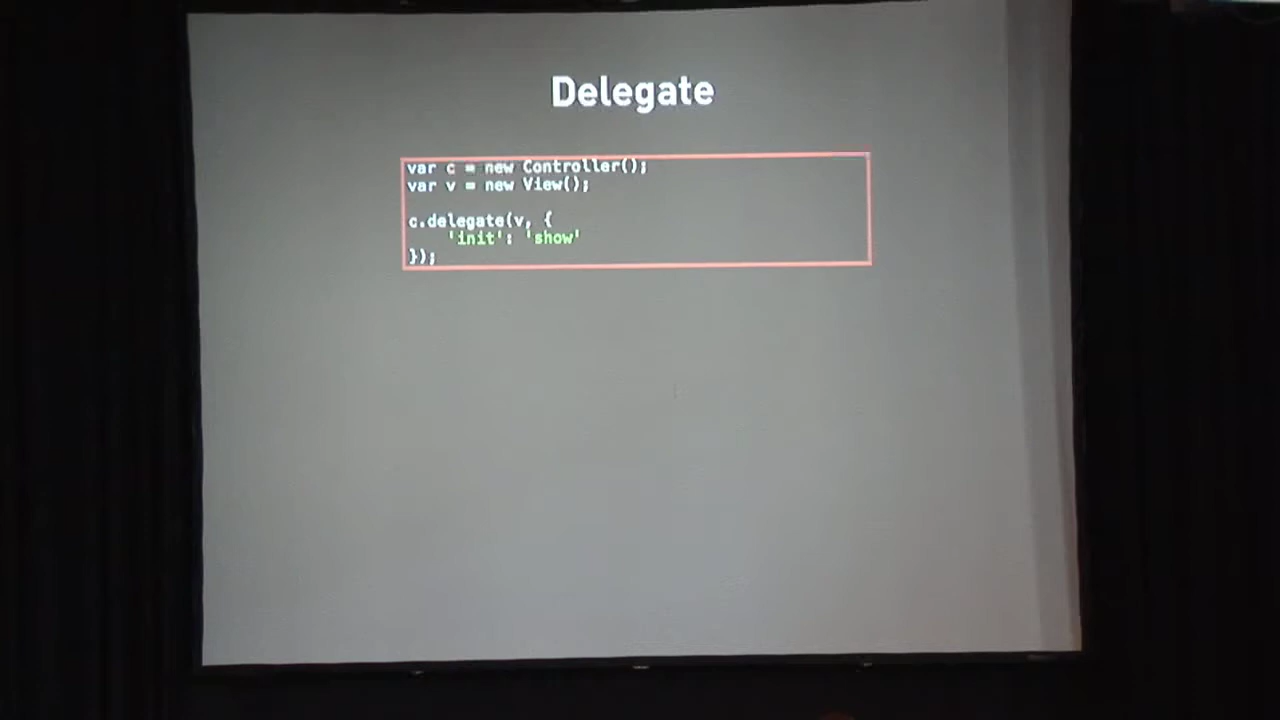 Delegate
var c = new Controller();
var v = new View();
c.delegate(v, {
    'init': 'show'
});